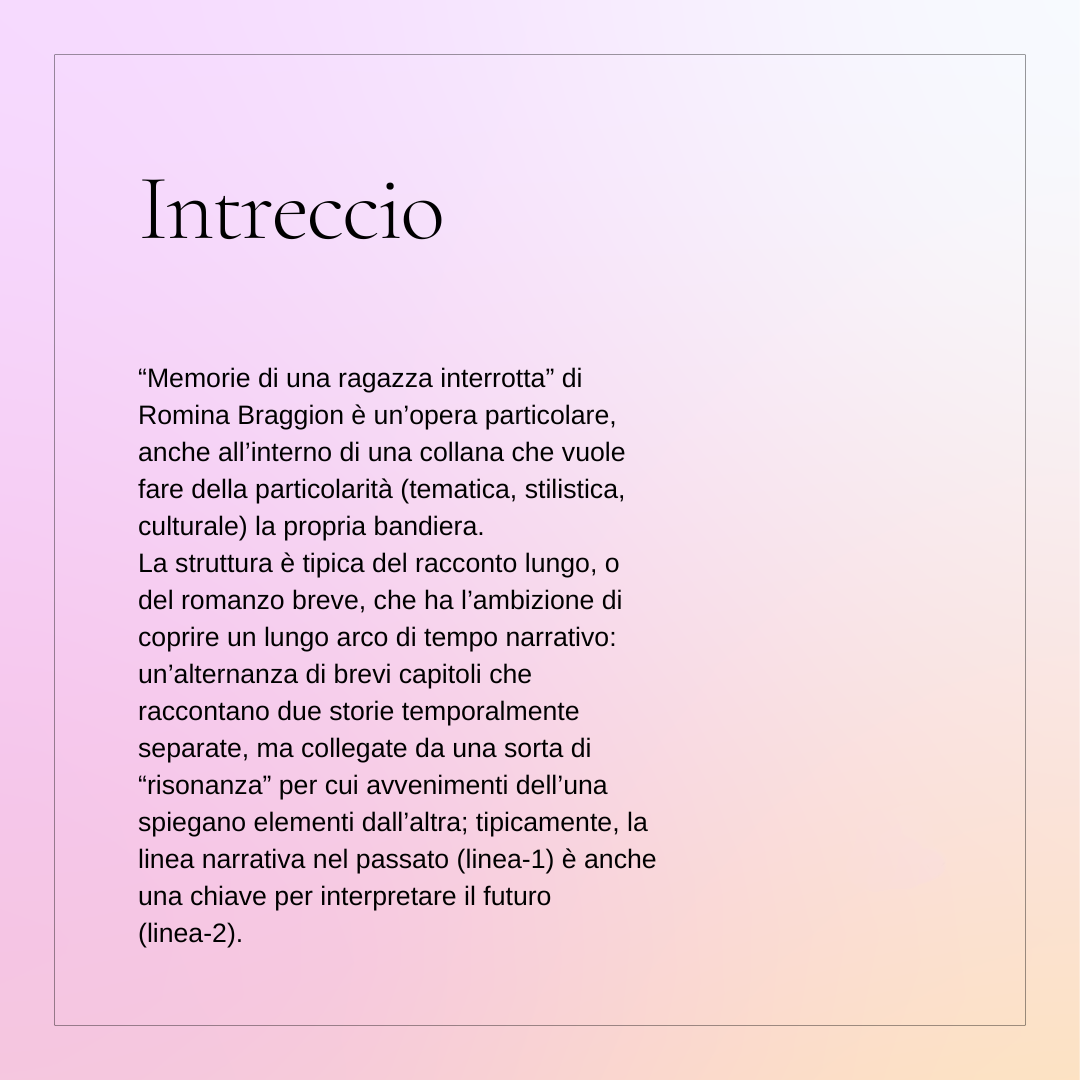 Intreccio
“Memorie di una ragazza interrotta” di
Romina Braggion è un’opera particolare,
anche all’interno di una collana che vuole
fare della particolarità (tematica, stilistica,
culturale) la propria bandiera.
La struttura è tipica del racconto lungo, o
del romanzo breve, che ha l’ambizione di
coprire un lungo arco di tempo narrativo:
un’alternanza di brevi capitoli che
raccontano due storie temporalmente
separate, ma collegate da una sorta di
“risonanza” per cui avvenimenti dell’una
spiegano elementi dall’altra; tipicamente, la
linea narrativa nel passato (linea-1) è anche
una chiave per interpretare il futuro
(linea-2).